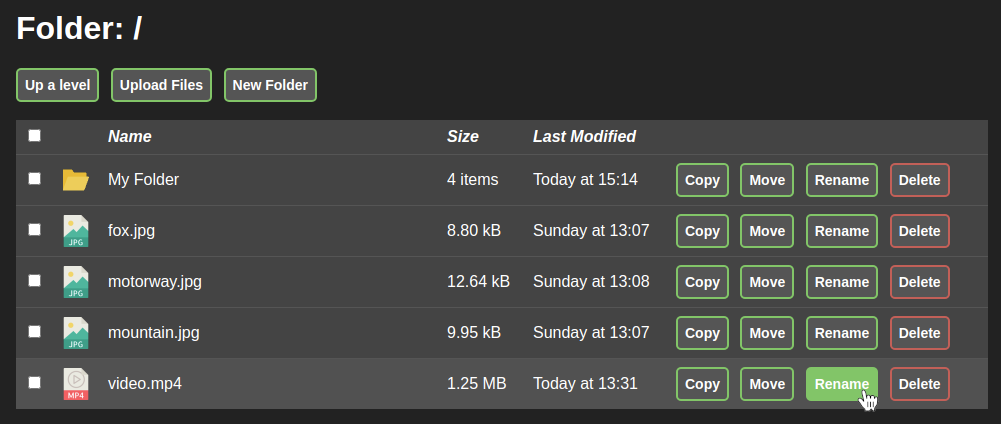 Folder: /
Up a level Upload Files New Folder
Name Size Last Modified
My Folder 4 items Today at 15:14 Copy Move Rename Delete
JPG fox.jpg 8.80 kB Sunday at 13:07 Copy Move Rename Delete
JPG motorway.jpg 12.64 kB Sunday at 13:08 Copy Move Rename Delete
JPG mountain.jpg 9.95 kB Sunday at 13:07 Copy Move Rename Delete
MP4 video.mp4 1.25 MB Today at 13:31 Copy Move Rename Delete